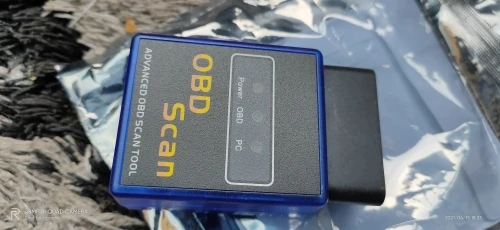 OBD
Scan
ADVANCED OBD SCAN TOOL
Power OBD PC